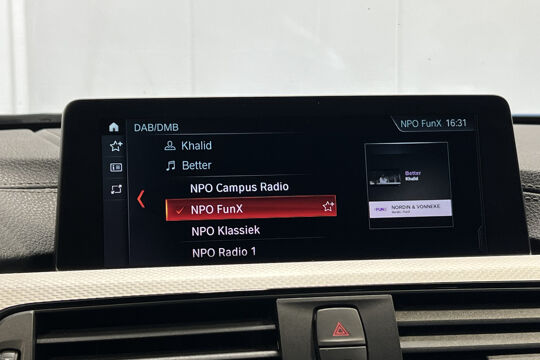 DAB/DMB
NPO FunX 16:31
Khalid
Better
NPO Campus Radio
NPO FunX
NPO Klassiek
NPO Radio 1
Better
Khalid
FUNX
NORDIN & VONNEKE